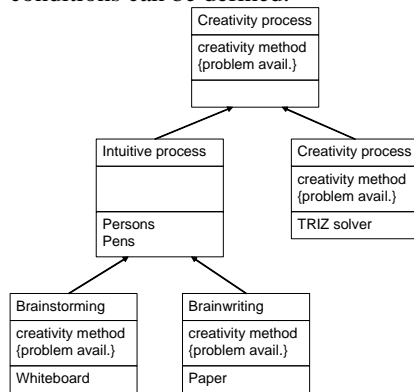 conditions can be defined.
Creativity process
creativity method
{problem avail.}
Intuitive process
Persons
Pens
Creativity process
creativity method
{problem avail.}
TRIZ solver
Brainstorming
creativity method
{problem avail.}
Whiteboard
Brainwriting
creativity method
{problem avail.}
Paper